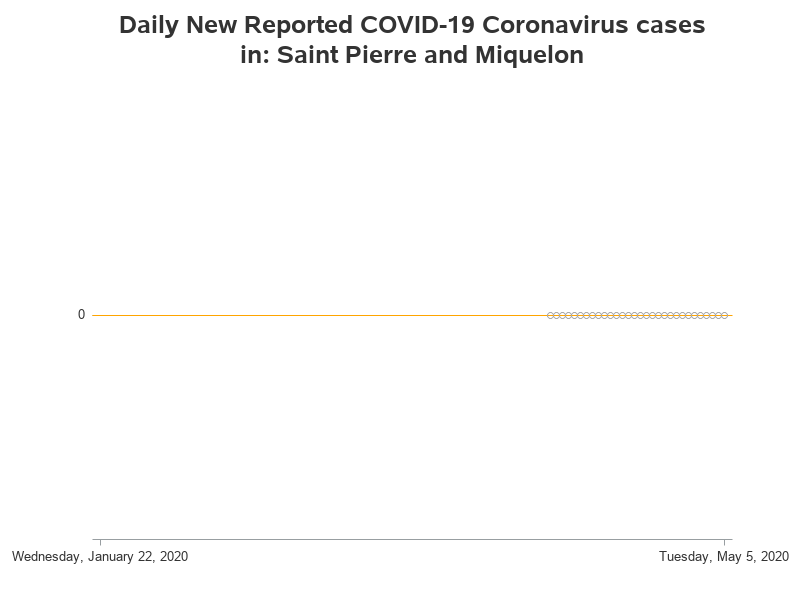 Daily New Reported COVID-19 Coronavirus cases
in: Saint Pierre and Miquelon
0
Wednesday, January 22, 2020
Tuesday, May 5, 2020